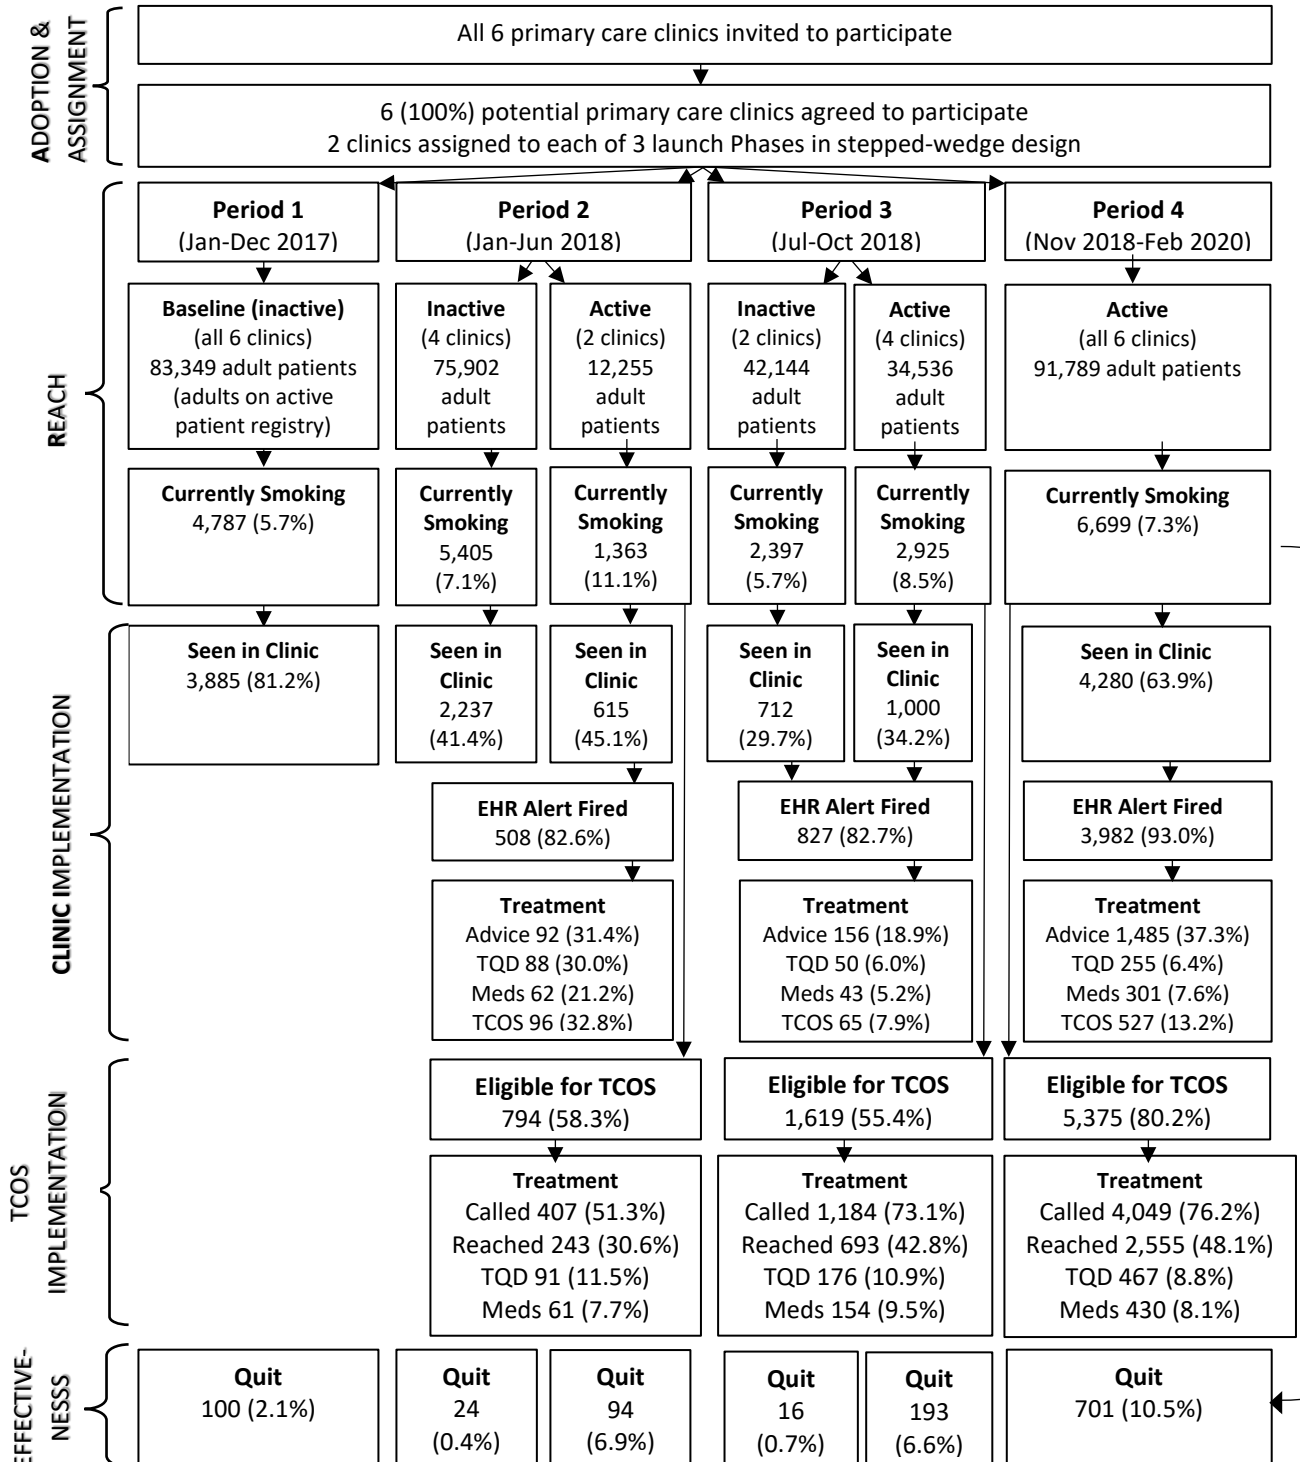 ADOPTION &
ASSIGNMENT
All 6 primary care clinics invited to participate
6 (100%) potential primary care clinics agreed to participate
2 clinics assigned to each of 3 launch Phases in stepped-wedge design
REACH
Period 1
(Jan-Dec 2017)
Period 2
(Jan-Jun 2018)
Period 3
(Jul-Oct 2018)
Period 4
(Nov 2018-Feb 2020)
Baseline (inactive)
(all 6 clinics)
83,349 adult patients
(adults on active
patient registry)
Inactive
(4 clinics)
75,902
adult
patients
Active
(2 clinics)
12,255
adult
patients
Inactive
(2 clinics)
42,144
adult
patients
Active
(4 clinics)
34,536
adult
patients
Active
(all 6 clinics)
91,789 adult patients
Currently Smoking
4,787 (5.7%)
Currently
Smoking
5,405
(7.1%)
Currently
Smoking
1,363
(11.1%)
Currently
Smoking
2,397
(5.7%)
Currently
Smoking
2,925
(8.5%)
Currently Smoking
6,699 (7.3%)
CLINIC IMPLEMENTATION
Seen in Clinic
3,885 (81.2%)
Seen in
Clinic
2,237
(41.4%)
Seen in
Clinic
615
(45.1%)
Seen in
Clinic
712
(29.7%)
Seen in
Clinic
1,000
(34.2%)
Seen in Clinic
4,280 (63.9%)
EHR Alert Fired
508 (82.6%)
EHR Alert Fired
827 (82.7%)
EHR Alert Fired
3,982 (93.0%)
Treatment
Advice 92 (31.4%)
TQD 88 (30.0%)
Meds 62 (21.2%)
TCOS 96 (32.8%)
Treatment
Advice 156 (18.9%)
TQD 50 (6.0%)
Meds 43 (5.2%)
TCOS 65 (7.9%)
Treatment
Advice 1,485 (37.3%)
TQD 255 (6.4%)
Meds 301 (7.6%)
TCOS 527 (13.2%)
TCOS
IMPLEMENTATION
Eligible for TCOS
794 (58.3%)
Eligible for TCOS
1,619 (55.4%)
Eligible for TCOS
5,375 (80.2%)
Treatment
Called 407 (51.3%)
Reached 243 (30.6%)
TQD 91 (11.5%)
Meds 61 (7.7%)
Treatment
Called 1,184 (73.1%)
Reached 693 (42.8%)
TQD 176 (10.9%)
Meds 154 (9.5%)
Treatment
Called 4,049 (76.2%)
Reached 2,555 (48.1%)
TQD 467 (8.8%)
Meds 430 (8.1%)
EFFECTIVE-
NESSS
Quit
100 (2.1%)
Quit
24
(0.4%)
Quit
94
(6.9%)
Quit
16
(0.7%)
Quit
193
(6.6%)
Quit
701 (10.5%)